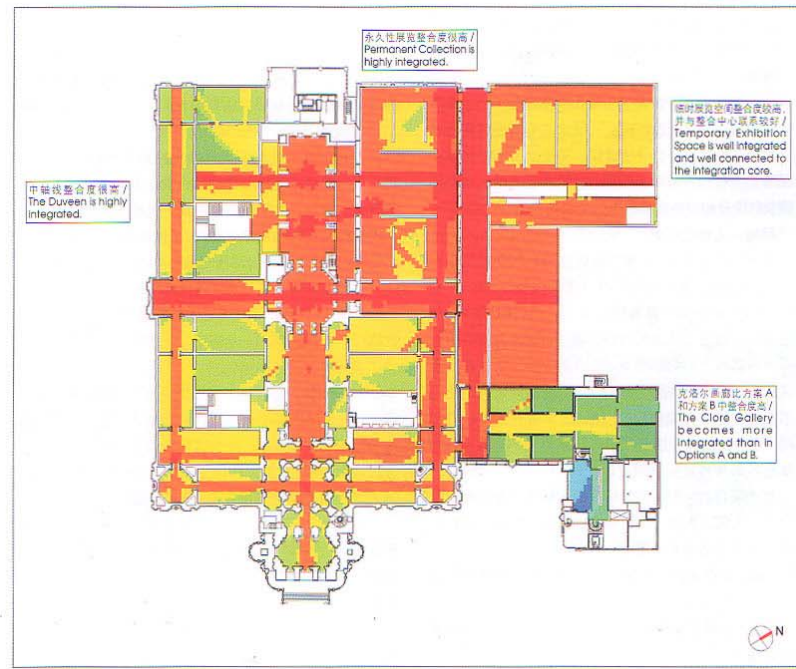 永久性展览整合度很高 /
Permanent Collection is
highly integrated.
临时展览空间整合度较高，
并与整合中心联系较好 /
Temporary Exhibition
Space is well integrated
and well connected to
the integration core.
中轴线整合度很高 /
The Duveen is highly
integrated.
克洛尔画廊比方案 A
和方案 B 中整合度高 /
The Clore Gallery
becomes more
integrated than in
Options A and B.
N